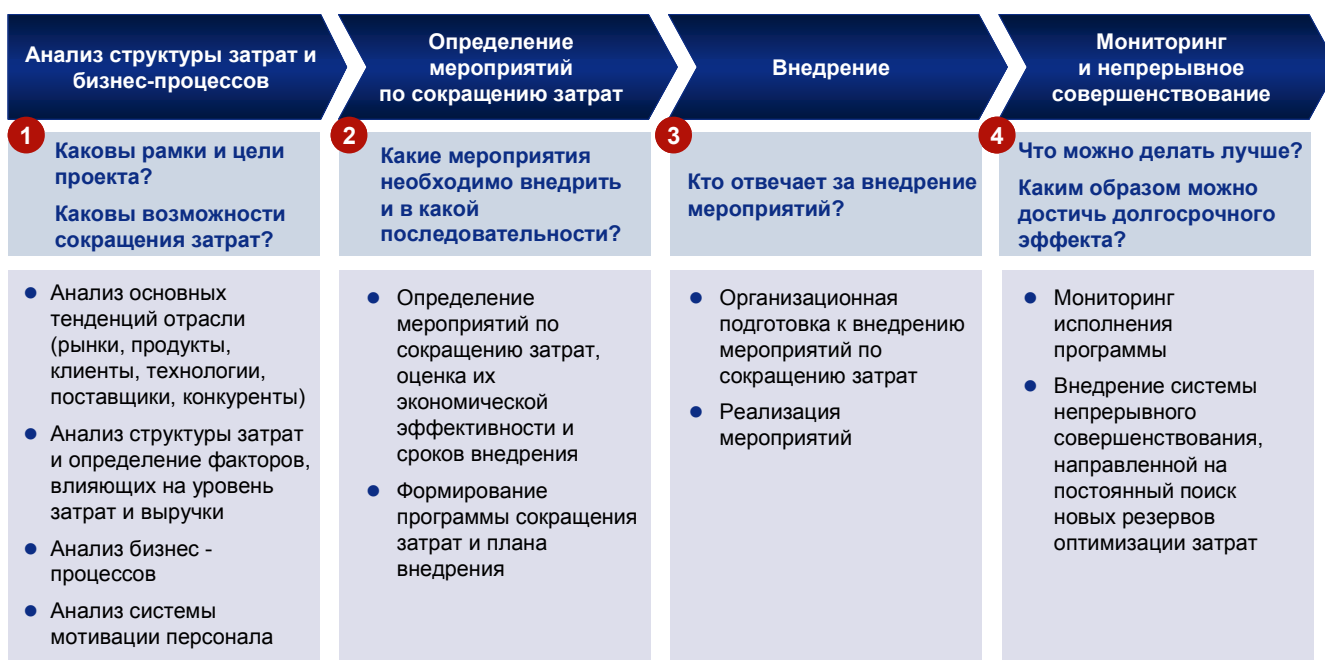 Анализ структуры затрат и
бизнес-процессов
Определение
мероприятий
по сокращению затрат
Внедрение
Мониторинг
и непрерывное
совершенствование
1
Каковы рамки и цели
проекта?
Каковы возможности
сокращения затрат?
2
Какие мероприятия
необходимо внедрить
и в какой
последовательности?
3
Кто отвечает за внедрение
мероприятий?
4
Что можно делать лучше?
Каким образом можно
достичь долгосрочного
эффекта?
Анализ основных
тенденций отрасли
(рынки, продукты,
клиенты, технологии,
поставщики, конкуренты)
Анализ структуры затрат
и определение факторов,
влияющих на уровень
затрат и выручки
Анализ бизнес -
процессов
Анализ системы
мотивации персонала
Определение
мероприятий по
сокращению затрат,
оценка их
экономической
эффективности и
сроков внедрения
Формирование
программы сокращения
затрат и плана
внедрения
Организационная
подготовка к внедрению
мероприятий по
сокращению затрат
Реализация
мероприятий
Мониторинг
исполнения
программы
Внедрение системы
непрерывного
совершенствования,
направленной на
постоянный поиск
новых резервов
оптимизации затрат